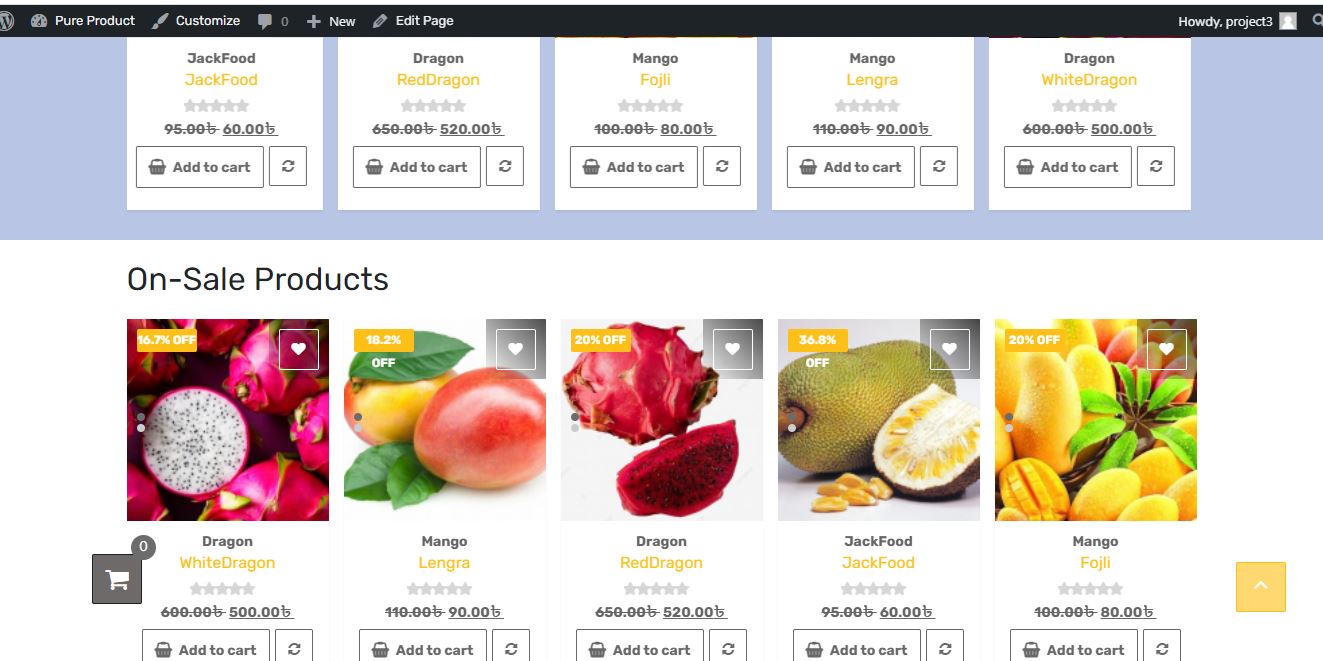 Pure Product Customize 0 New Edit Page Howdy, project3
JackFood Dragon Mango Mango Dragon
JackFood RedDragon Fojli Lengra WhiteDragon
95.00৳ 60.00৳ 650.00৳ 520.00৳ 100.00৳ 80.00৳ 110.00৳ 90.00৳ 600.00৳ 500.00৳
Add to cart Add to cart Add to cart Add to cart Add to cart
On-Sale Products
16.7% OFF 18.2% OFF 20% OFF 36.8% OFF 20% OFF
Dragon Mango Dragon JackFood Mango
0
WhiteDragon Lengra RedDragon JackFood Fojli
600.00৳ 500.00৳ 110.00৳ 90.00৳ 650.00৳ 520.00৳ 95.00৳ 60.00৳ 100.00৳ 80.00৳
Add to cart Add to cart Add to cart Add to cart Add to cart